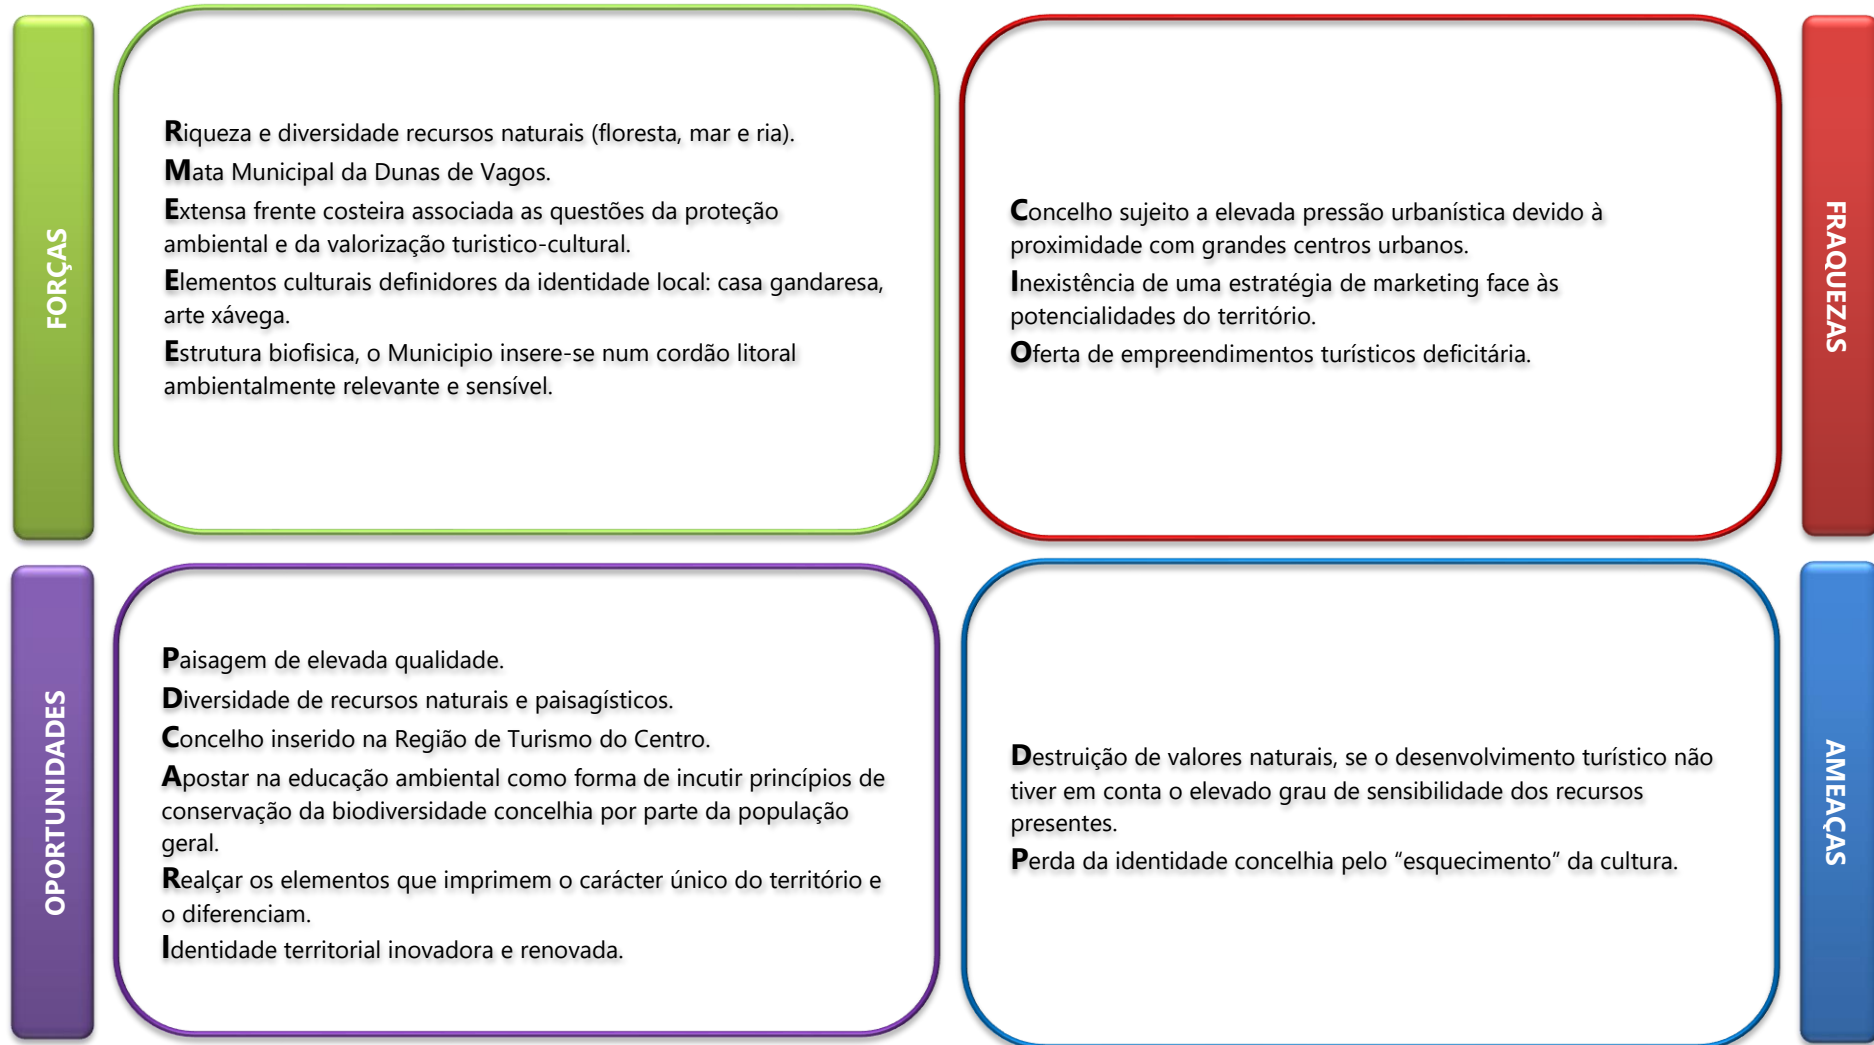 FORÇAS
Riqueza e diversidade recursos naturais (floresta, mar e ria).
Mata Municipal da Dunas de Vagos.
Extensa frente costeira associada as questões da proteção
ambiental e da valorização turistico-cultural.
Elementos culturais definidores da identidade local: casa gandaresa,
arte xávega.
Estrutura biofisica, o Municipio insere-se num cordão litoral
ambientalmente relevante e sensível.
Concelho sujeito a elevada pressão urbanística devido à
proximidade com grandes centros urbanos.
Inexistência de uma estratégia de marketing face às
potencialidades do território.
Oferta de empreendimentos turísticos deficitária.
FRAQUEZAS
OPORTUNIDADES
Paisagem de elevada qualidade.
Diversidade de recursos naturais e paisagísticos.
Concelho inserido na Região de Turismo do Centro.
Apostar na educação ambiental como forma de incutir princípios de
conservação da biodiversidade concelhia por parte da população
geral.
Realçar os elementos que imprimem o carácter único do território e
o diferenciam.
Identidade territorial inovadora e renovada.
Destruição de valores naturais, se o desenvolvimento turístico não
tiver em conta o elevado grau de sensibilidade dos recursos
presentes.
Perda da identidade concelhia pelo “esquecimento” da cultura.
AMEAÇAS